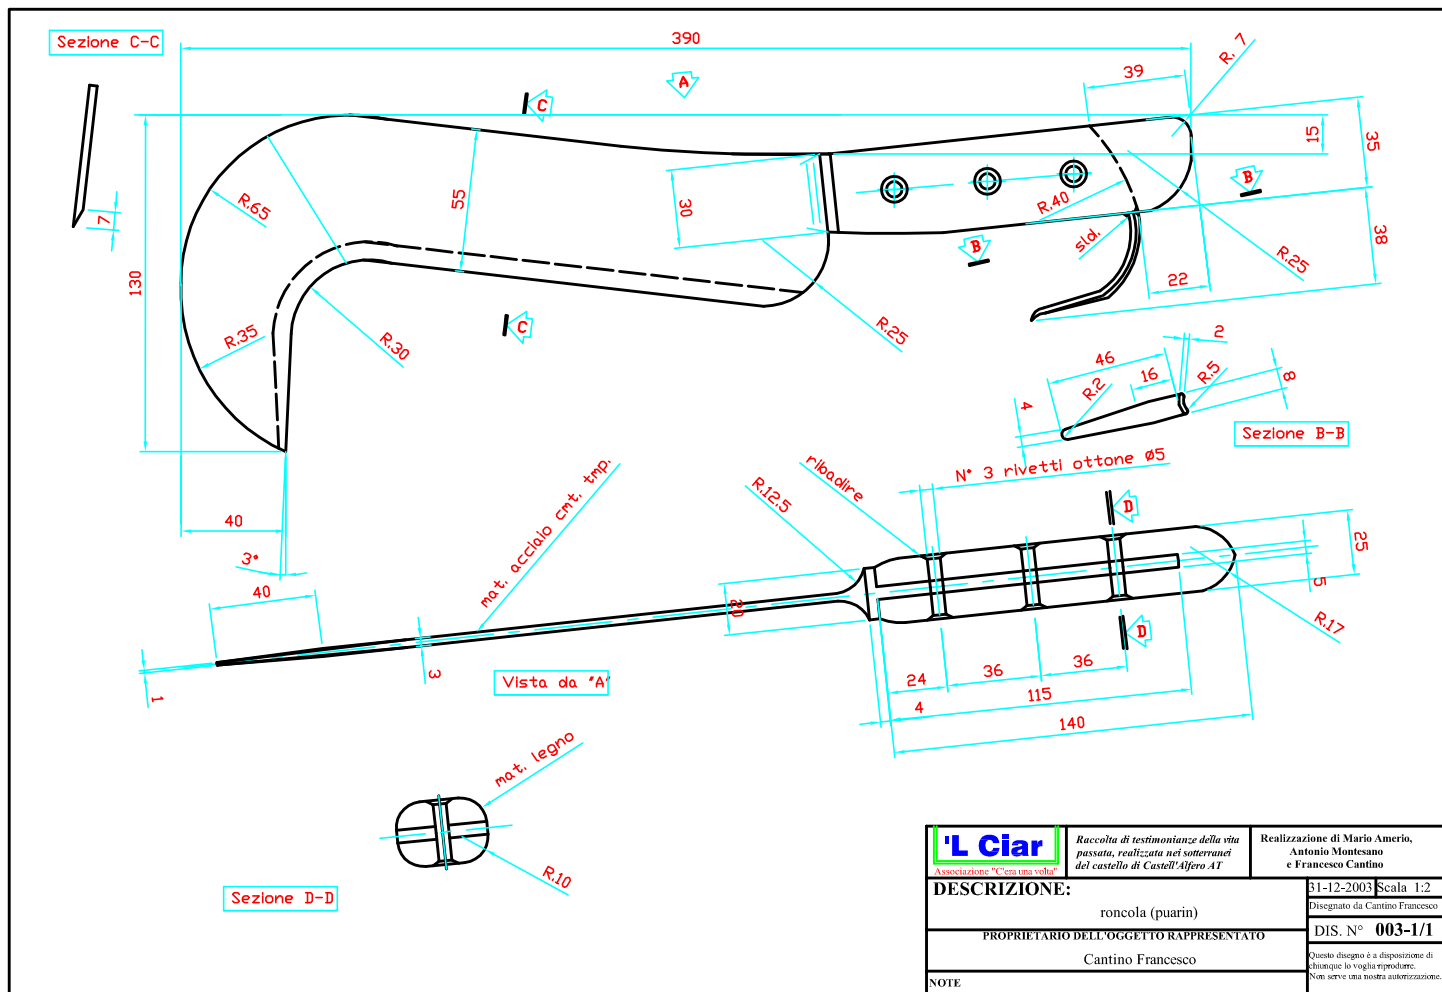 Sezione C-C
390
A
C
39
R. 7
15
35
B
R.65
55
30
R.40
sld.
B
38
130
R.25
22
7
R.35
R.30
C
R.25
2
46
16
R.5
R.2
8
4
Sezione B-B
N° 3 rivetti ottone ø5
ribadire
R.12.5
mat. acciaio cmt. tmp.
40
3°
40
D
25
5
20
D
R.17
1
3
Vista da "A"
24
36
36
4
115
140
mat. legno
R.10
Sezione D-D
'L Ciar
Associazione "C'era una volta"
Raccolta di testimonianze della vita
passata, realizzata nei sotterranei
del castello di Castell'Alfero AT
Realizzazione di Mario Amerio,
Antonio Montesano
e Francesco Cantino
DESCRIZIONE:
roncola (puarin)
31-12-2003
Scala 1:2
Disegnato da Cantino Francesco
PROPRIETARIO DELL'OGGETTO RAPPRESENTATO
Cantino Francesco
DIS. N° 003-1/1
NOTE
Questo disegno è a disposizione di
chiunque lo voglia riprodurre.
Non serve una nostra autorizzazione.